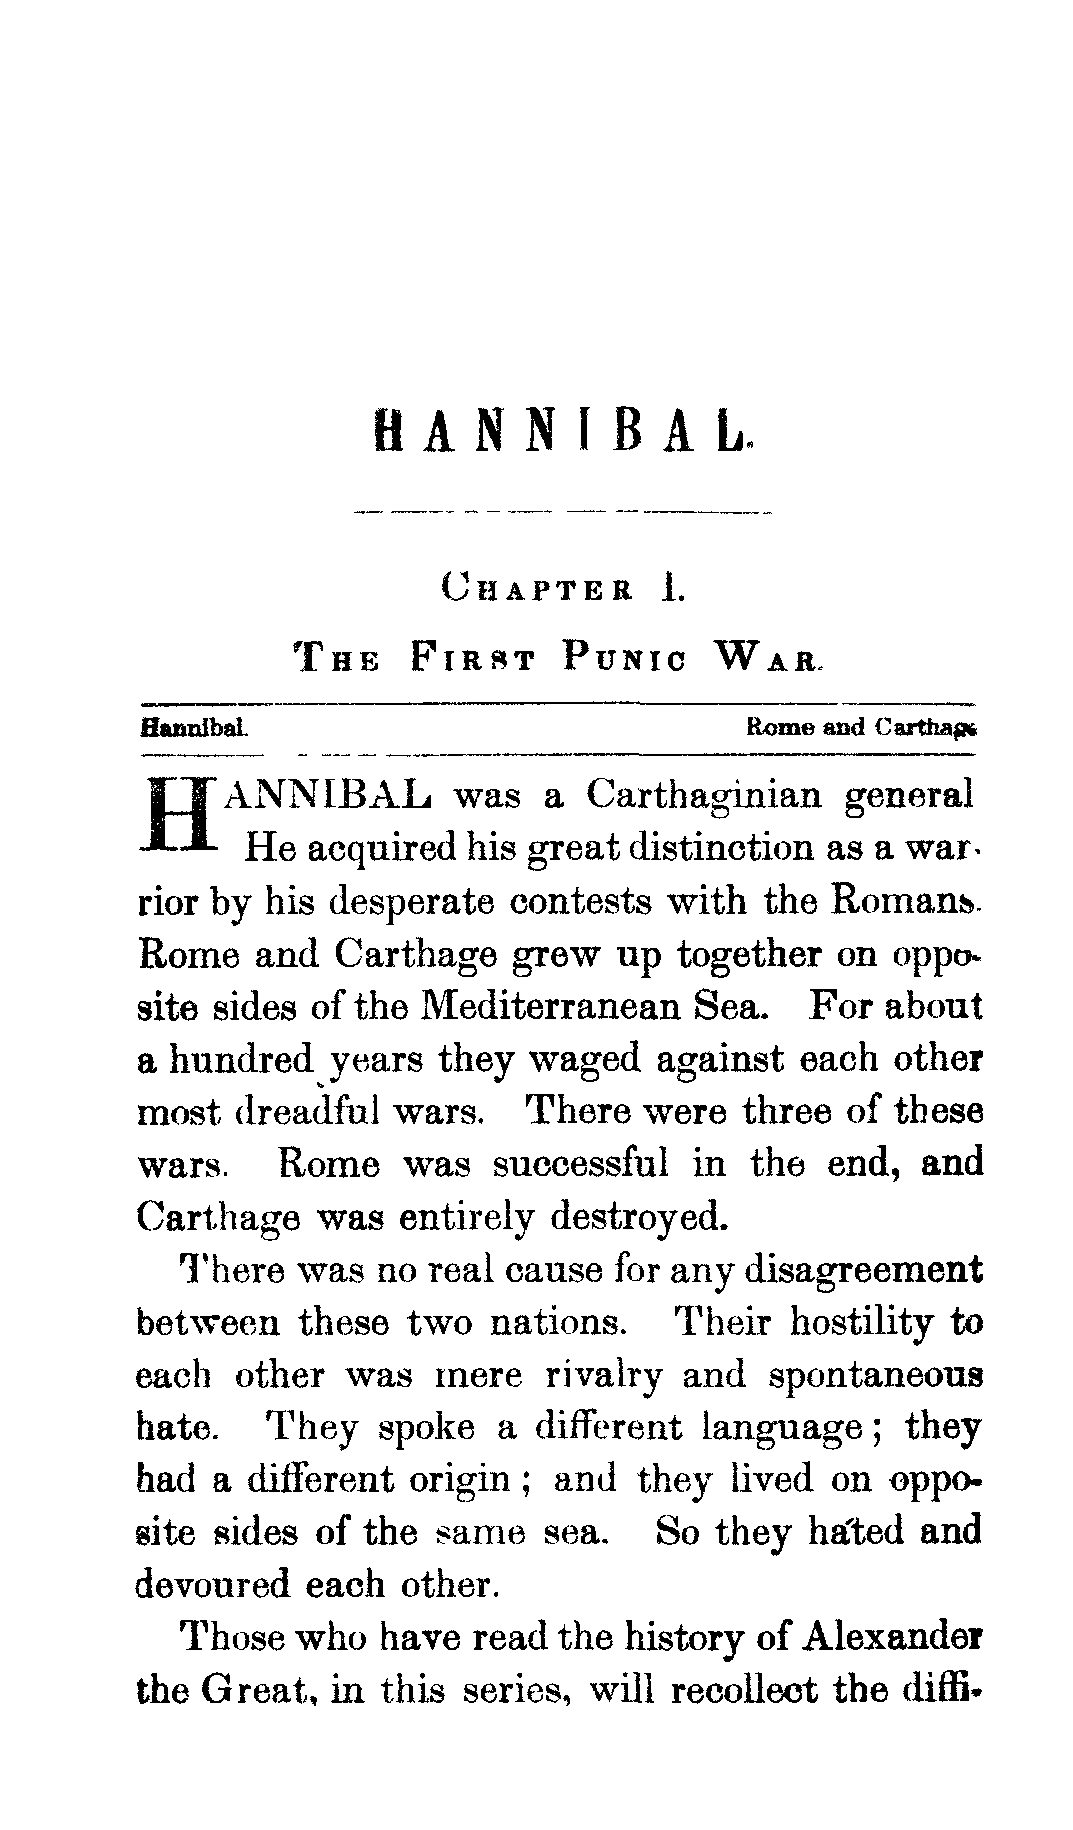 HANNIBAL.
CHAPTER I.
THE FIRST PUNIC WAR.
Hannibal. Rome and Carthage
HANNIBAL was a Carthaginian general
He acquired his great distinction as a war-
rior by his desperate contests with the Romans.
Rome and Carthage grew up together on oppo-
site sides of the Mediterranean Sea. For about
a hundred years they waged against each other
most dreadful wars. There were three of these
wars. Rome was successful in the end, and
Carthage was entirely destroyed.
There was no real cause for any disagreement
between these two nations. Their hostility to
each other was mere rivalry and spontaneous
hate. They spoke a different language; they
had a different origin; and they lived on oppo-
site sides of the same sea. So they hated and
devoured each other.
Those who have read the history of Alexander
the Great, in this series, will recollect the diffi-